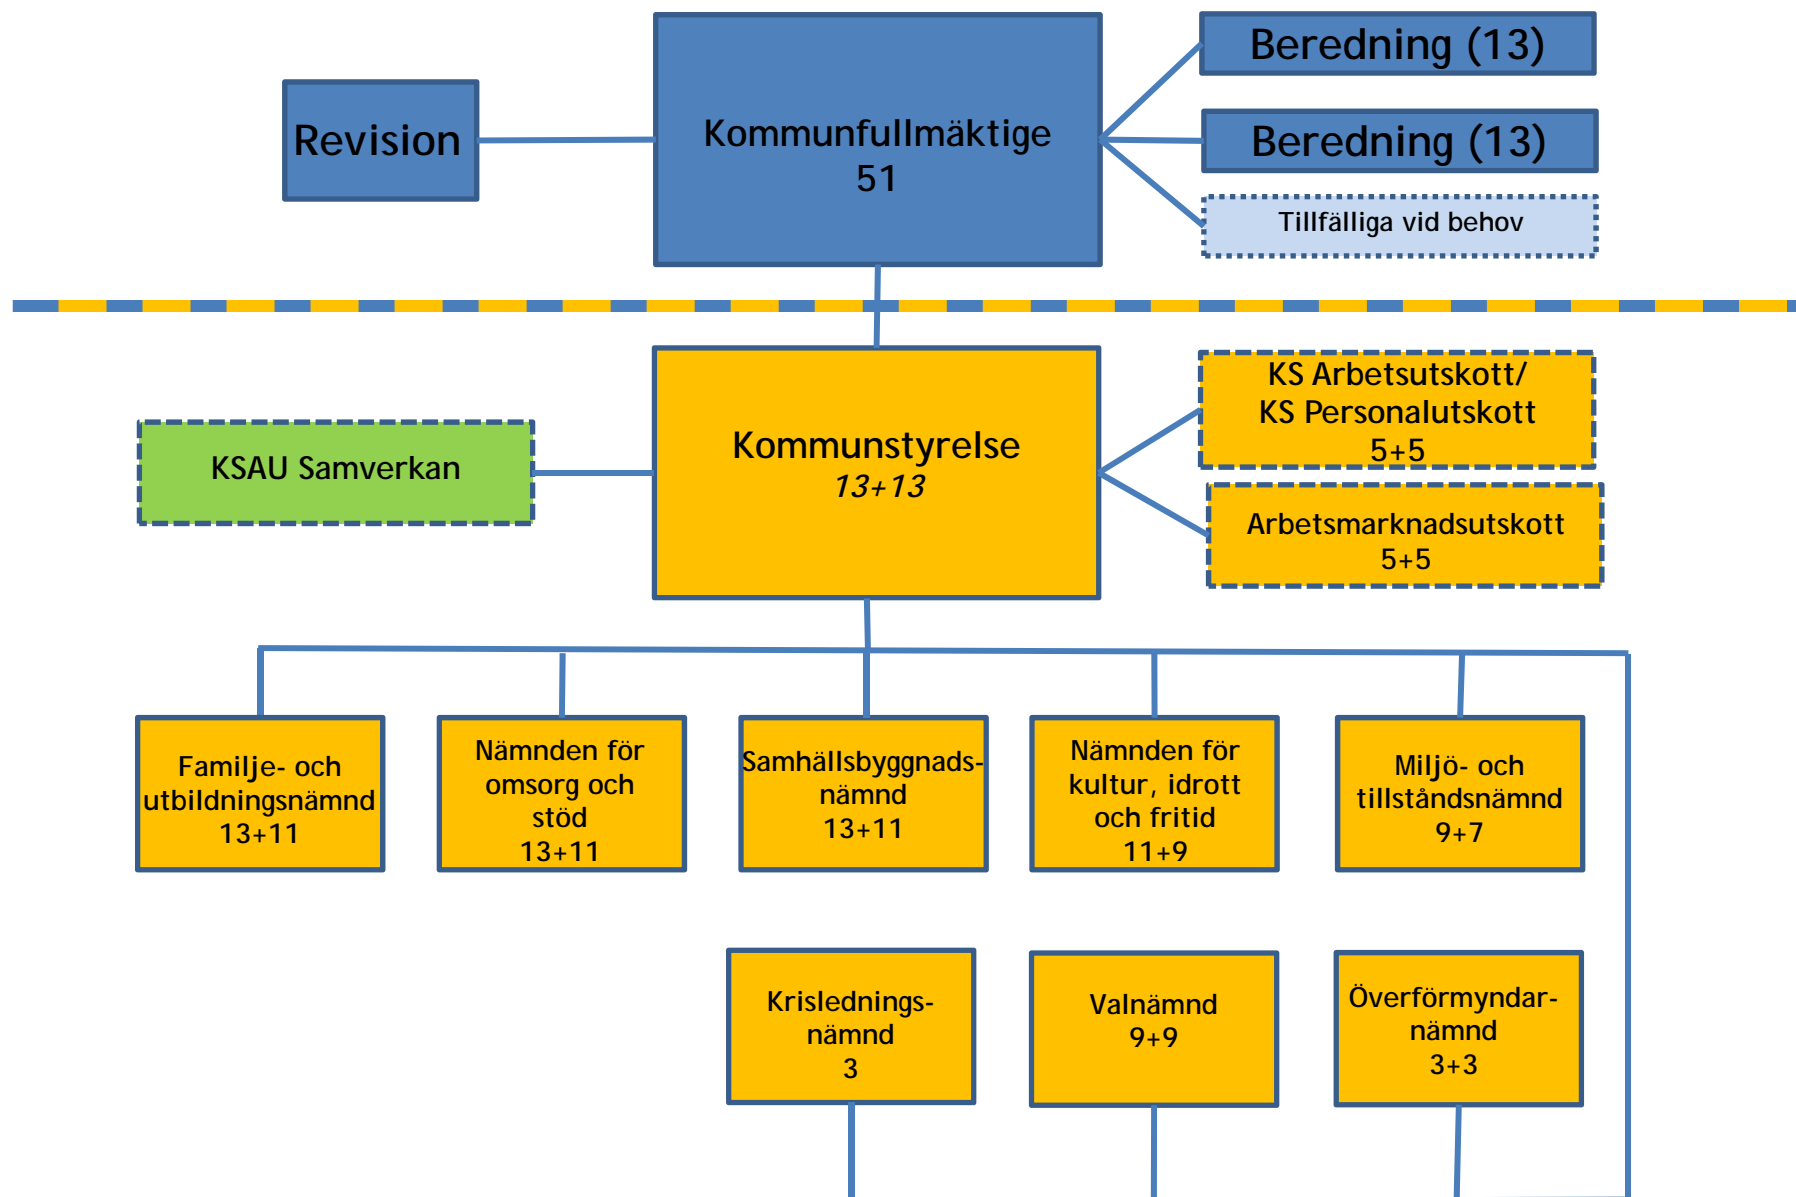 Revision
Kommunfullmäktige
51
Beredning (13)
Beredning (13)
Tillfälliga vid behov
KSAU Samverkan
Kommunstyrelse
13+13
KS Arbetsutskott/
KS Personalutskott
5+5
Arbetsmarknadsutskott
5+5
Familje- och
utbildningsnämnd
13+11
Nämnden för
omsorg och
stöd
13+11
Samhällsbyggnads-
nämnd
13+11
Nämnden för
kultur, idrott
och fritid
11+9
Miljö- och
tillståndsnämnd
9+7
Krislednings-
nämnd
3
Valnämnd
9+9
Överförmyndar-
nämnd
3+3